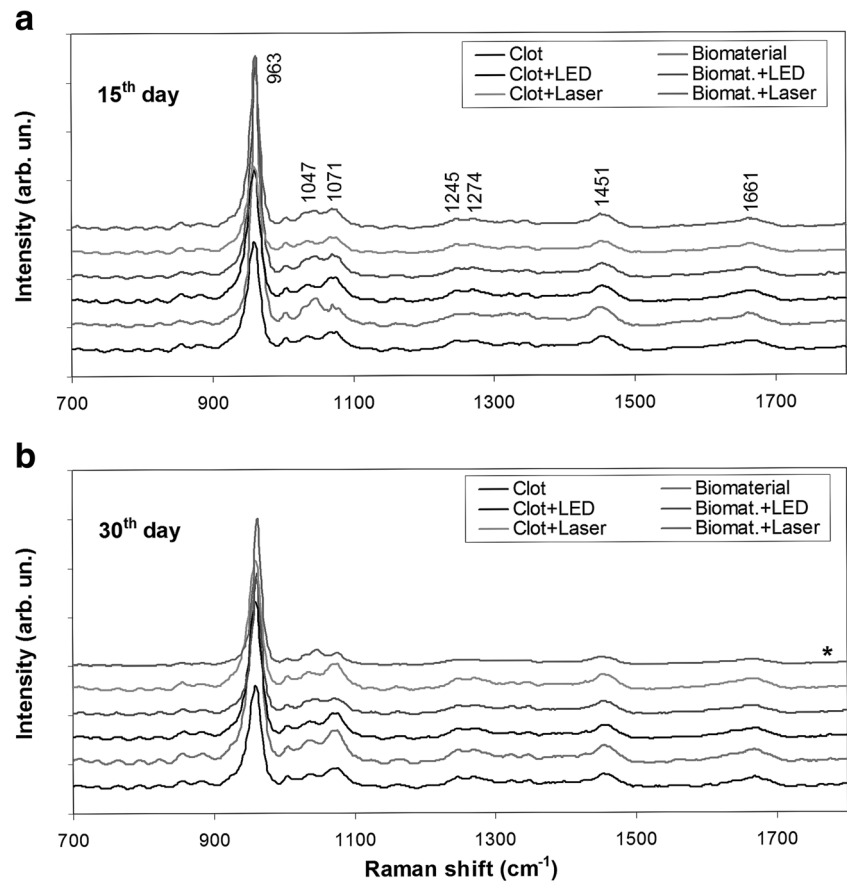 a
15th day
Clot Biomaterial
Clot+LED Biomat.+LED
Clot+Laser Biomat.+Laser
963
1047
1071
1245
1274
1451
1661
Intensity (arb. un.)
700 900 1100 1300 1500 1700
b
30th day
Clot Biomaterial
Clot+LED Biomat.+LED
Clot+Laser Biomat.+Laser
*
Intensity (arb. un.)
700 900 1100 1300 1500 1700
Raman shift (cm-1)